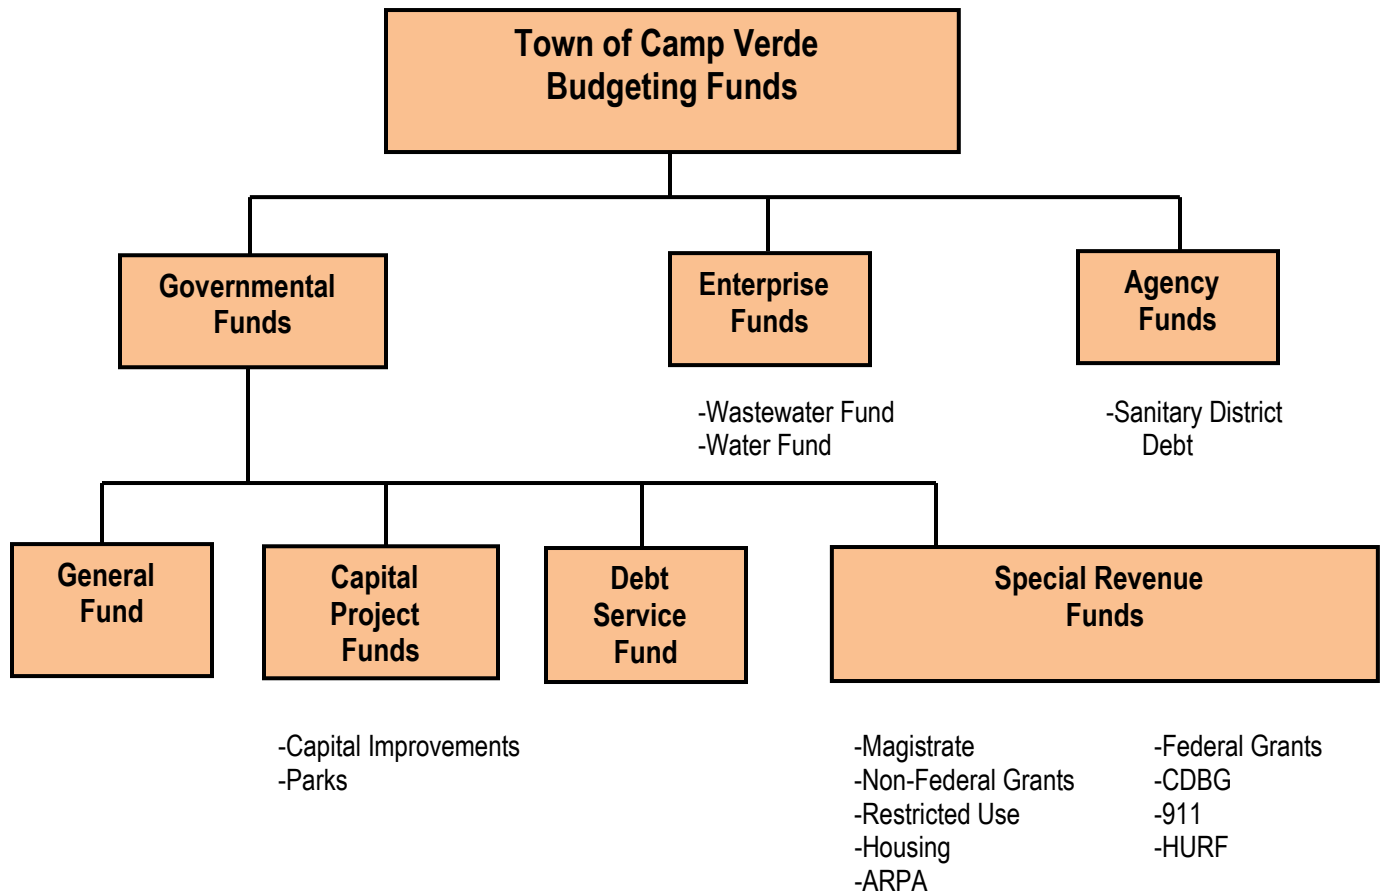 Town of Camp Verde
Budgeting Funds
Governmental
Funds
Enterprise
Funds
Agency
Funds
-Wastewater Fund
-Water Fund
-Sanitary District
Debt
General
Fund
Capital
Project
Funds
Debt
Service
Fund
Special Revenue
Funds
-Capital Improvements
-Parks
-Magistrate
-Non-Federal Grants
-Restricted Use
-Housing
-ARPA
-Federal Grants
-CDBG
-911
-HURF